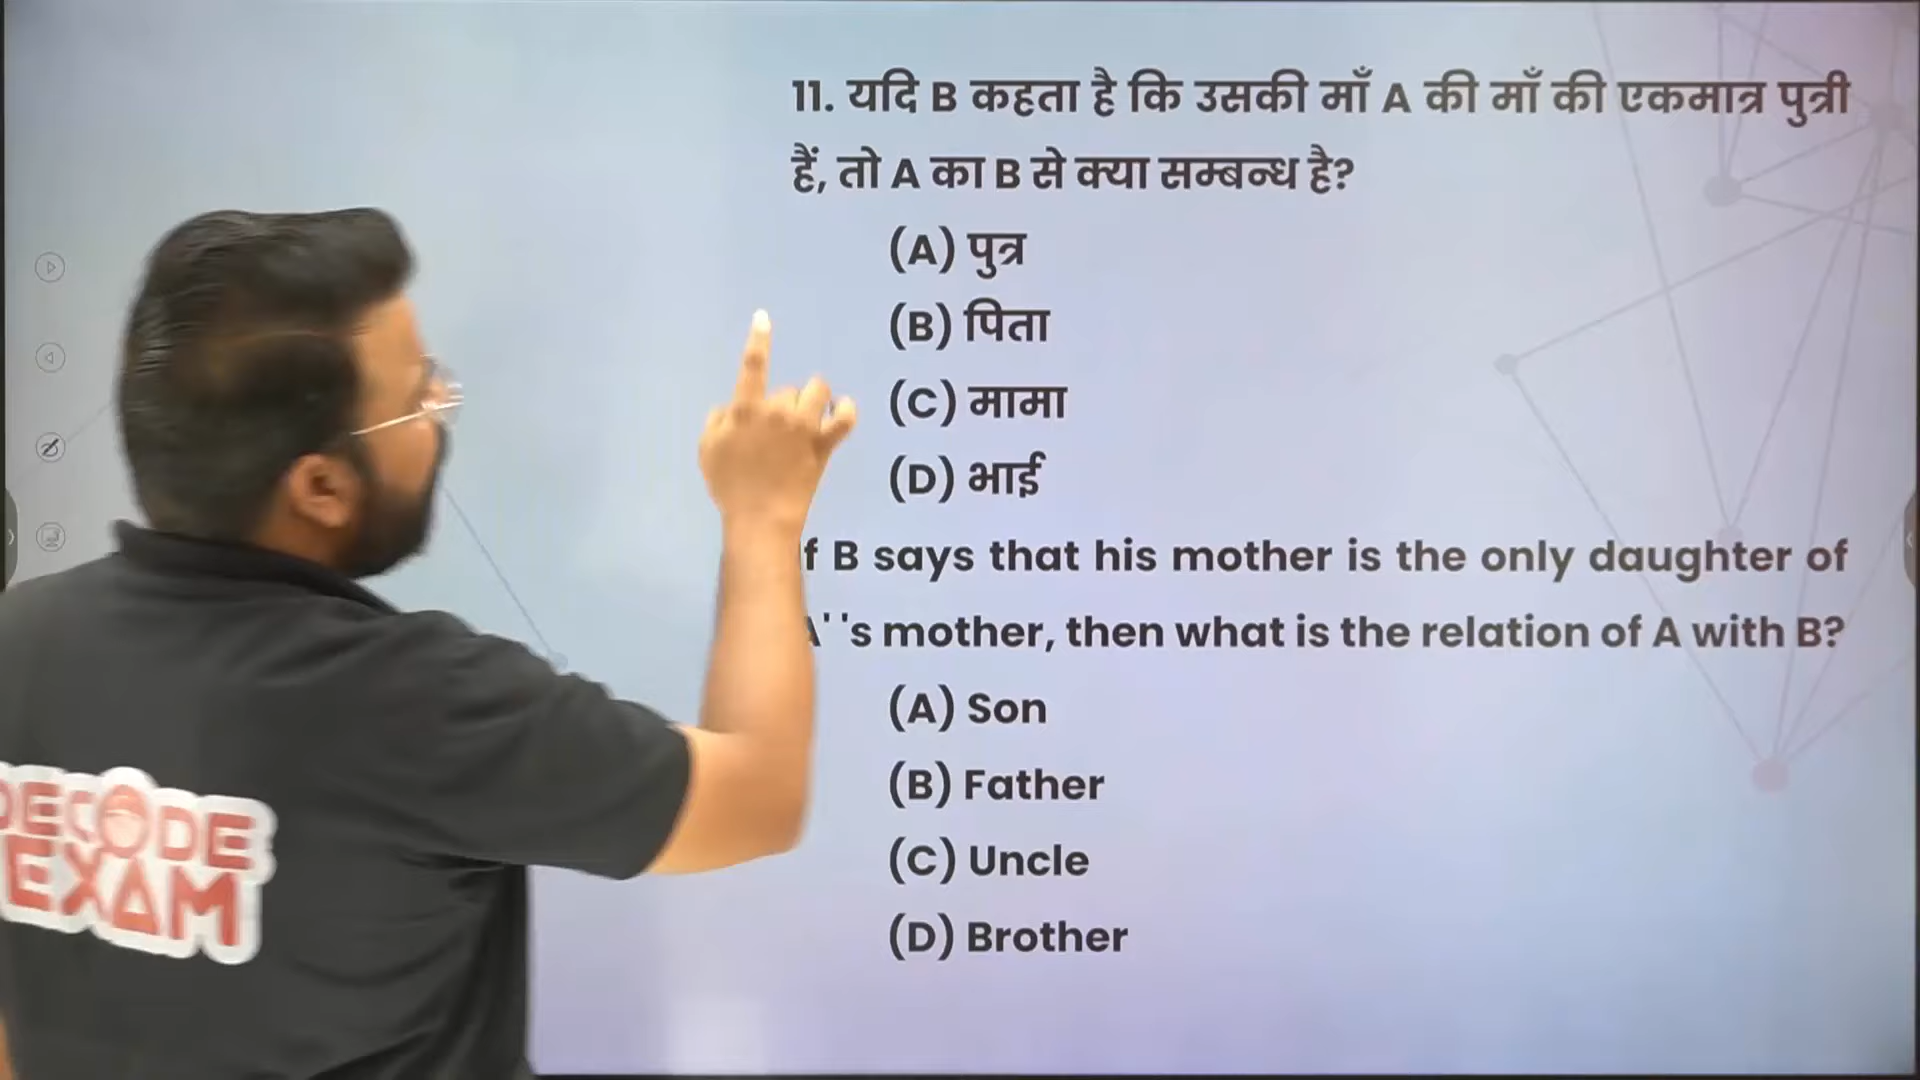 11. यदि B कहता है कि उसकी माँ A की माँ की एकमात्र पुत्री
हैं, तो A का B से क्या सम्बन्ध है?
(A) पुत्र
(B) पिता
(C) मामा
(D) भाई
f B says that his mother is the only daughter of
''s mother, then what is the relation of A with B?
(A) Son
(B) Father
(C) Uncle
(D) Brother
DECODE
EXAM